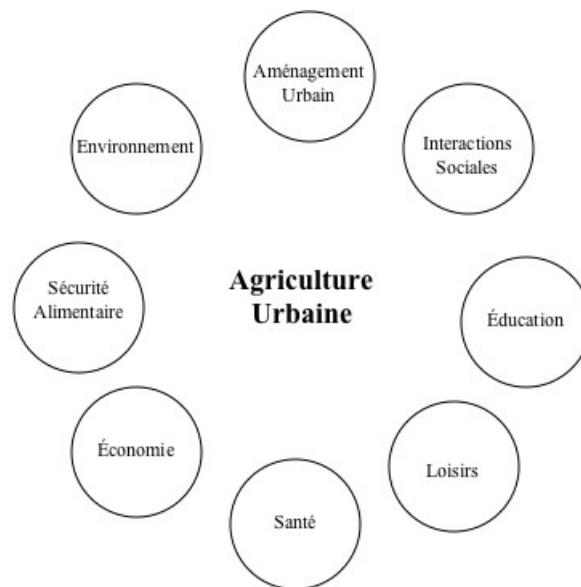 Aménagement
Urbain
Environnement
Interactions
Sociales
Agriculture
Urbaine
Sécurité
Alimentaire
Éducation
Économie
Loisirs
Santé